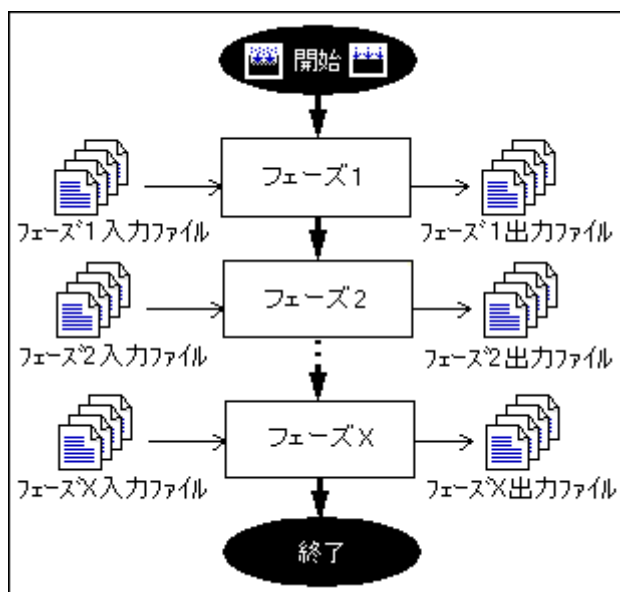 開始
フェーズ1
フェーズ1入力ファイル
フェーズ1出力ファイル
フェーズ2
フェーズ2入力ファイル
フェーズ2出力ファイル
フェーズX
フェーズX入力ファイル
フェーズX出力ファイル
終了